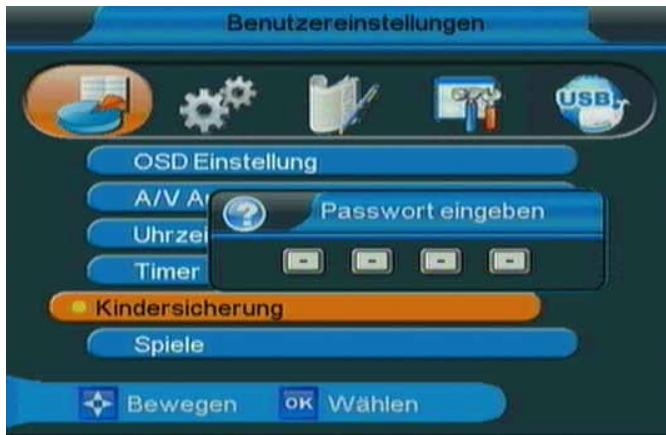 Benutzereinstellungen
USB
OSD Einstellung
A/V A
Passwort eingeben
Uhrzei
- - - -
Timer
Kindersicherung
Spiele
Bewegen OK Wählen